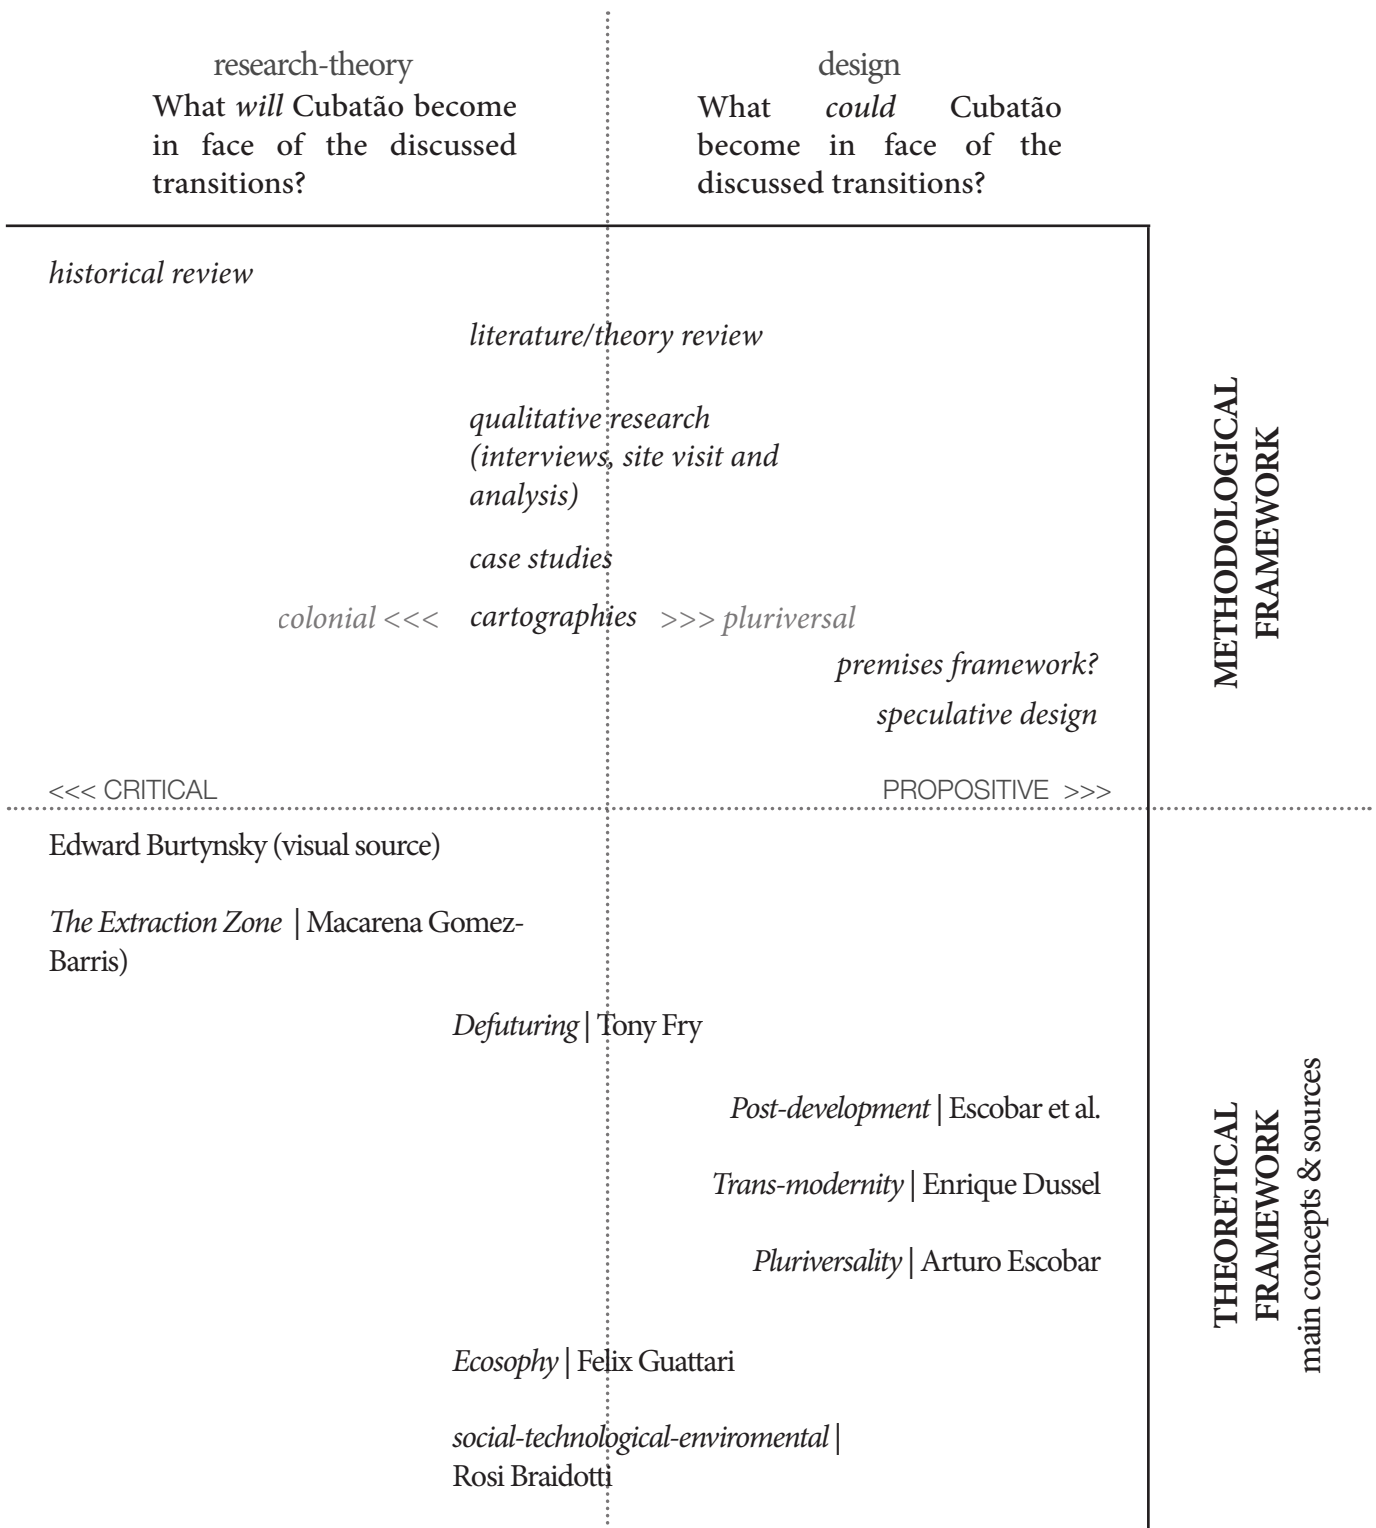 research-theory
What will Cubatão become
in face of the discussed
transitions?
design
What could Cubatão
become in face of the
discussed transitions?
historical review
literature/theory review
qualitative research
(interviews, site visit and
analysis)
case studies
colonial <<< cartographies >>> pluriversal
premises framework?
speculative design
METHODOLOGICAL
FRAMEWORK
<<< CRITICAL
PROPOSITIVE >>>
Edward Burtynsky (visual source)
The Extraction Zone | Macarena Gomez-
Barris)
Defuturing | Tony Fry
Post-development | Escobar et al.
Trans-modernity | Enrique Dussel
Pluriversality | Arturo Escobar
Ecosophy | Felix Guattari
social-technological-enviromental |
Rosi Braidotti
THEORETICAL
FRAMEWORK
main concepts & sources